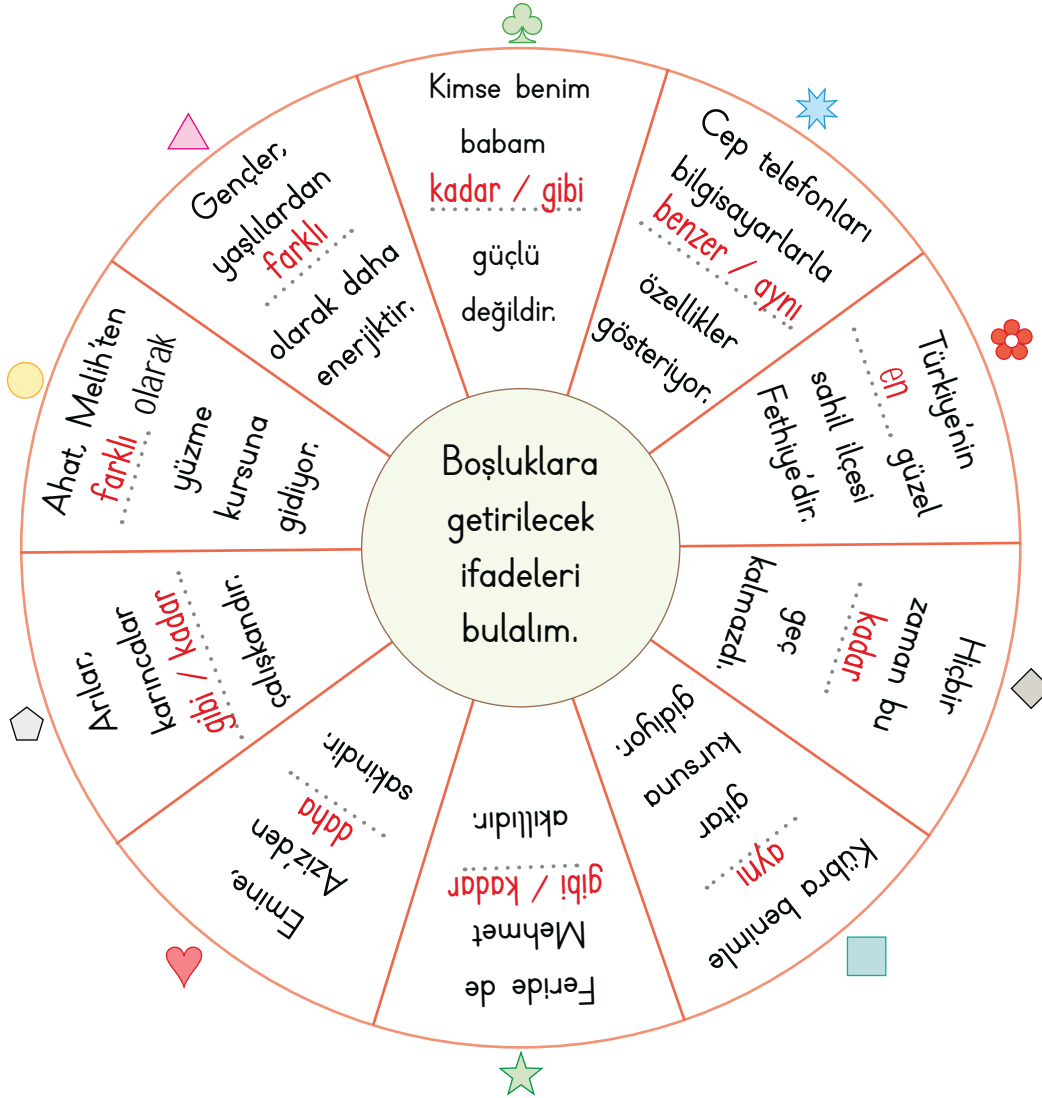 Kimse benim
babam
kadar / gibi
güçlü
değildir.
Cep telefonları
bilgisayarlarla
benzer / aynı
özellikler
gösteriyor.
Türkiye'nin
en güzel
sahil ilçesi
Fethiye'dir.
Hiçbir
zaman bu
kadar
geç
kalmazdı.
Kübra benimle
aynı
gitar
kursuna
gidiyor.
Feride de
Mehmet
gibi / kadar
akıllıdır.
Emine,
Aziz'den
daha
sakindir.
Arılar,
karıncalar
gibi / kadar
çalışkandır.
Ahat, Melih'ten
farklı olarak
yüzme
kursuna
gidiyor.
Gençler,
yaşlılardan
farklı
olarak daha
enerjiktir.
Boşluklara
getirilecek
ifadeleri
bulalım.